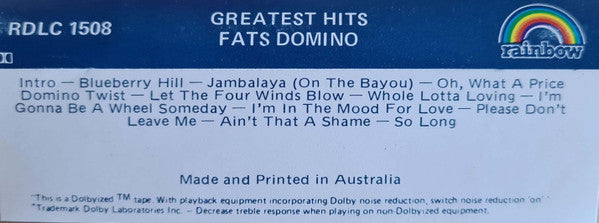 GREATEST HITS
RDLC 1508
FATS DOMINO
rainbow
Intro — Blueberry Hill — Jambalaya (On The Bayou) — Oh, What A Price
Domino Twist — Let The Four Winds Blow — Whole Lotta Loving — I'm
Gonna Be A Wheel Someday — I'm In The Mood For Love — Please Don't
Leave Me — Ain't That A Shame — So Long
Made and Printed in Australia
"This is a Dolbyized TM tape. With playback equipment incorporating Dolby noise reduction, switch noise reduction 'on'"
"Trademark Dolby Laboratories Inc. — Decrease treble response when playing on non-Dolbyized equipment.